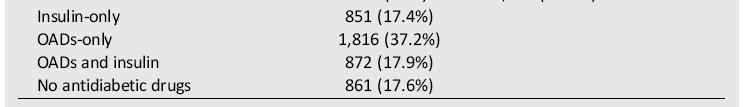 Insulin-only 851 (17.4%)
OADs-only 1,816 (37.2%)
OADs and insulin 872 (17.9%)
No antidiabetic drugs 861 (17.6%)